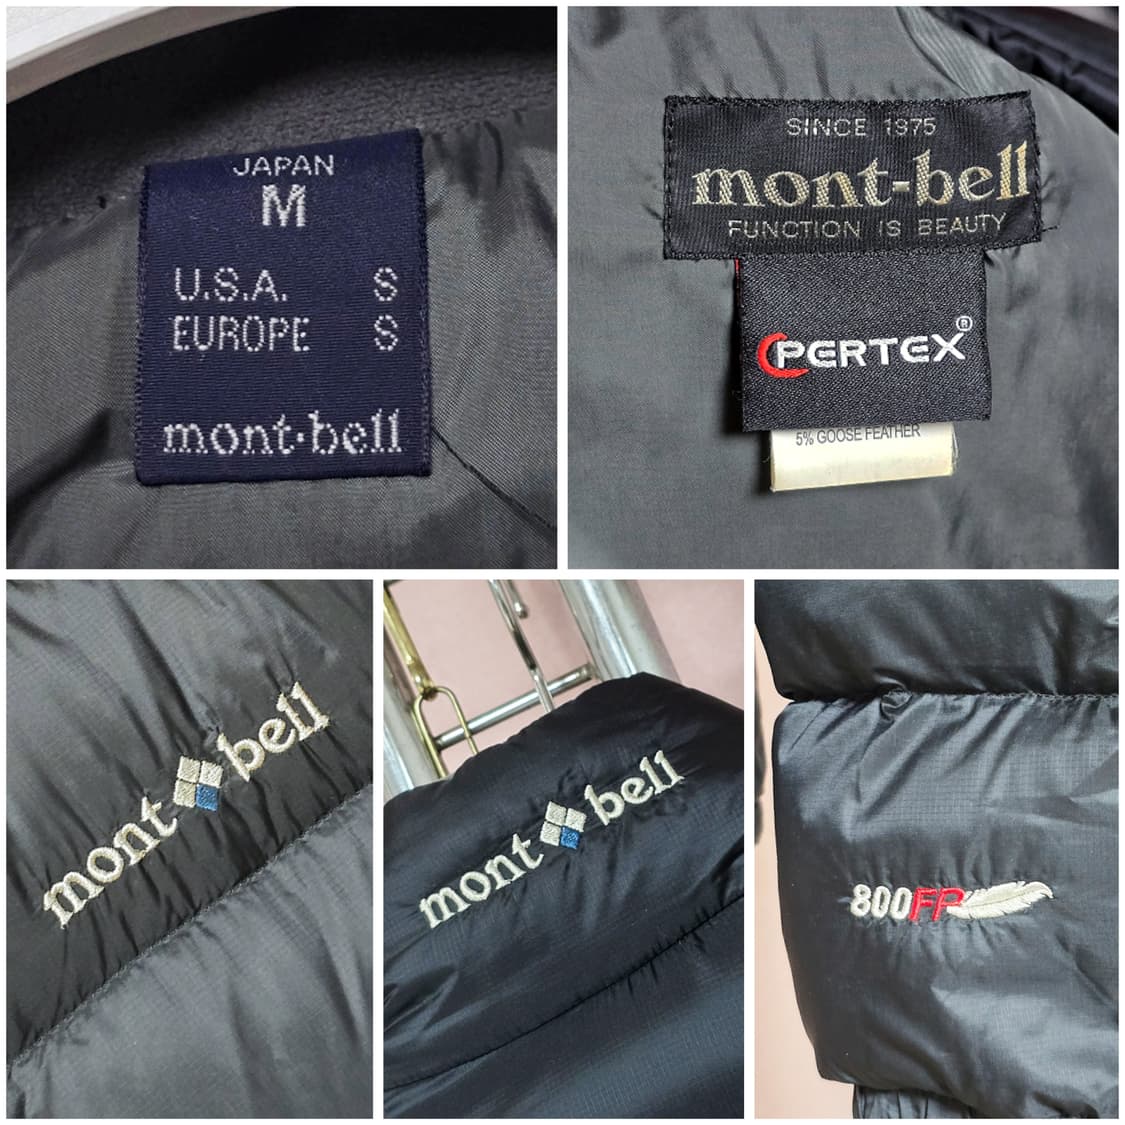 JAPAN
M
U.S.A. S
EUROPE S
mont·bell
SINCE 1975
mont-bell
FUNCTION IS BEAUTY
PERTEX®
5% GOOSE FEATHER
mont bell
mont bell
800FP